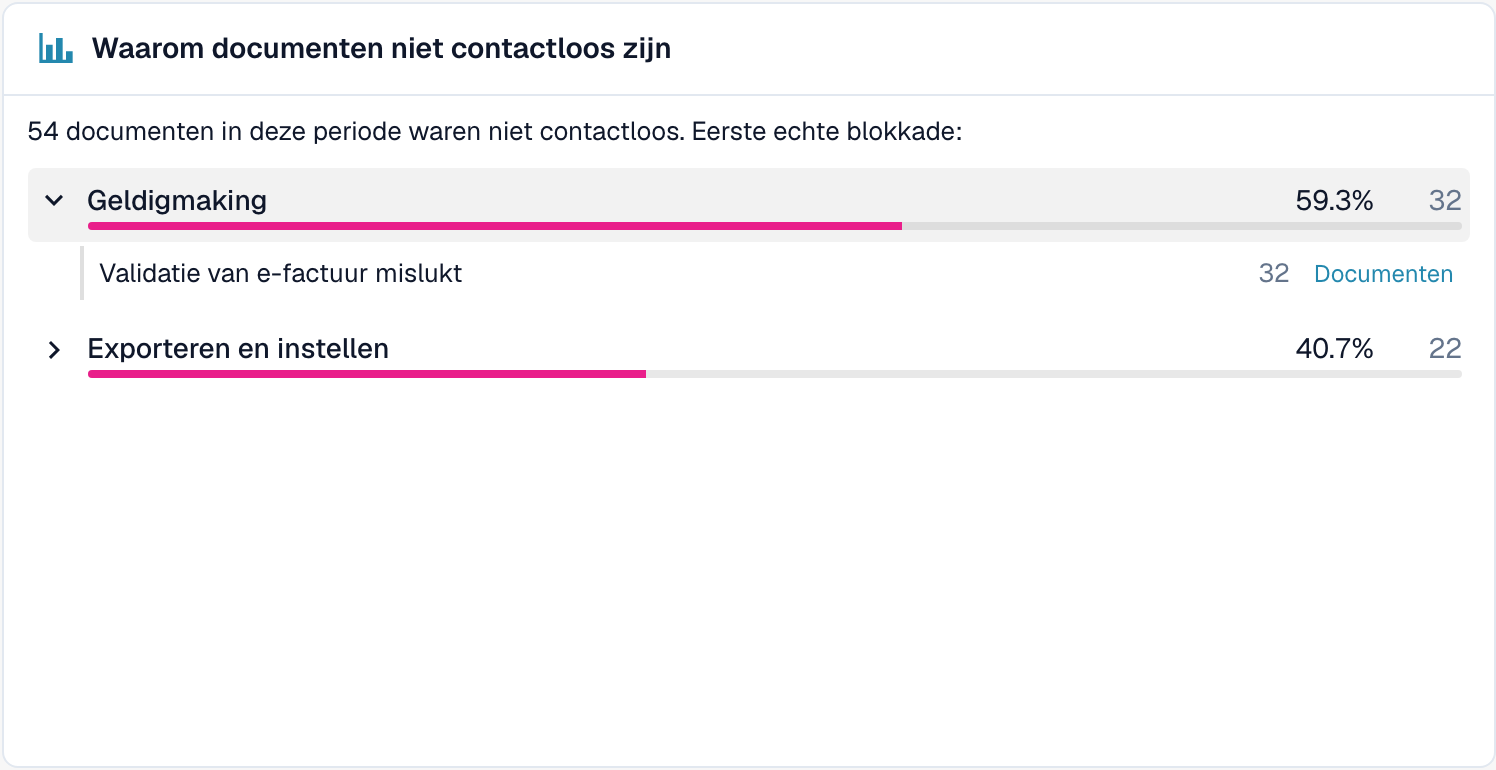 Waarom documenten niet contactloos zijn
54 documenten in deze periode waren niet contactloos. Eerste echte blokkade:
Geldigmaking 59.3% 32
Validatie van e-factuur mislukt 32 Documenten
Exporteren en instellen 40.7% 22